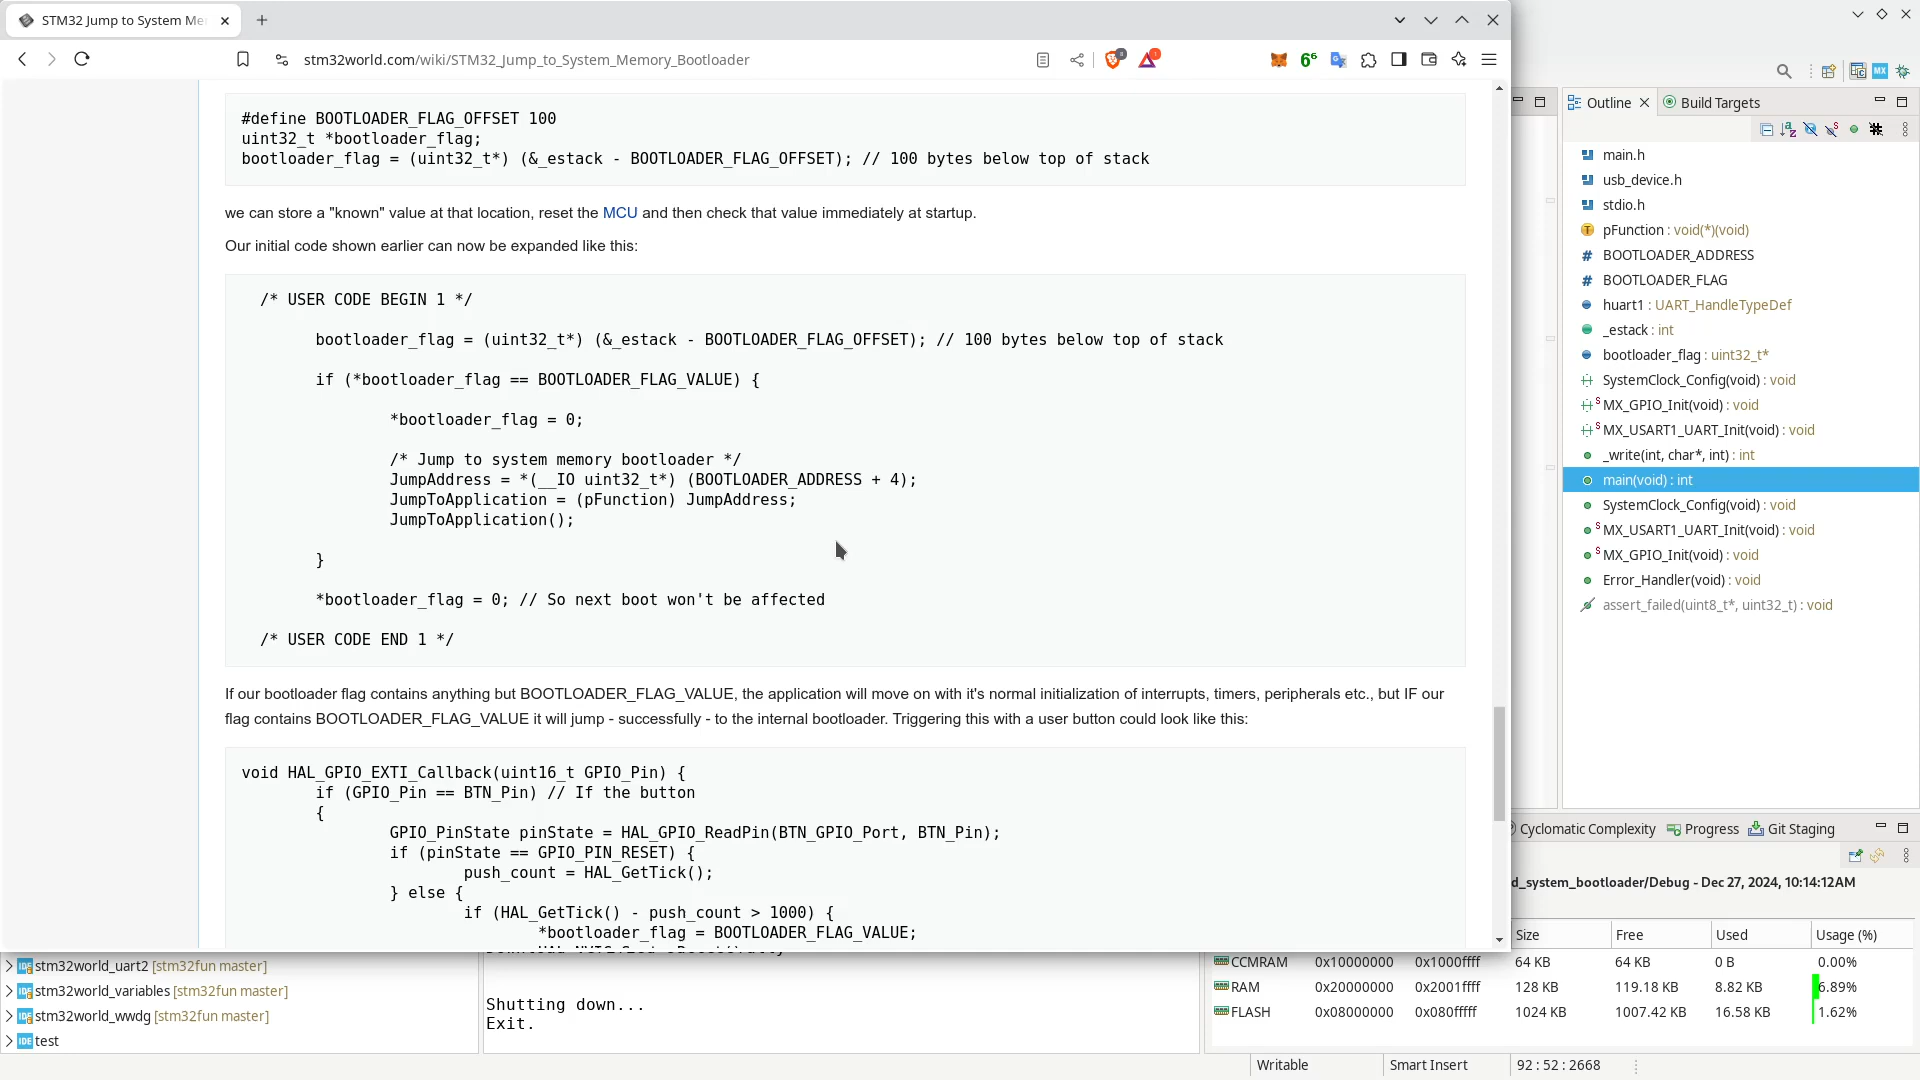 STM32 Jump to System Me
stm32world.com/wiki/STM32_Jump_to_System_Memory_Bootloader
#define BOOTLOADER_FLAG_OFFSET 100
uint32_t *bootloader_flag;
bootloader_flag = (uint32_t*) (&_estack - BOOTLOADER_FLAG_OFFSET); // 100 bytes below top of stack
we can store a "known" value at that location, reset the MCU and then check that value immediately at startup.
Our initial code shown earlier can now be expanded like this:
/* USER CODE BEGIN 1 */
bootloader_flag = (uint32_t*) (&_estack - BOOTLOADER_FLAG_OFFSET); // 100 bytes below top of stack
if (*bootloader_flag == BOOTLOADER_FLAG_VALUE) {
*bootloader_flag = 0;
/* Jump to system memory bootloader */
JumpAddress = *(__IO uint32_t*) (BOOTLOADER_ADDRESS + 4);
JumpToApplication = (pFunction) JumpAddress;
JumpToApplication();
}
*bootloader_flag = 0; // So next boot won't be affected
/* USER CODE END 1 */
If our bootloader flag contains anything but BOOTLOADER_FLAG_VALUE, the application will move on with it's normal initialization of interrupts, timers, peripherals etc., but IF our
flag contains BOOTLOADER_FLAG_VALUE it will jump - successfully - to the internal bootloader. Triggering this with a user button could look like this:
void HAL_GPIO_EXTI_Callback(uint16_t GPIO_Pin) {
if (GPIO_Pin == BTN_Pin) // If the button
{
GPIO_PinState pinState = HAL_GPIO_ReadPin(BTN_GPIO_Port, BTN_Pin);
if (pinState == GPIO_PIN_RESET) {
push_count = HAL_GetTick();
} else {
if (HAL_GetTick() - push_count > 1000) {
*bootloader_flag = BOOTLOADER_FLAG_VALUE;
MX
Outline
Build Targets
main.h
usb_device.h
stdio.h
pFunction : void(*)(void)
BOOTLOADER_ADDRESS
BOOTLOADER_FLAG
huart1 : UART_HandleTypeDef
_estack : int
bootloader_flag : uint32_t*
SystemClock_Config(void) : void
MX_GPIO_Init(void) : void
MX_USART1_UART_Init(void) : void
_write(int, char*, int) : int
main(void) : int
SystemClock_Config(void) : void
MX_USART1_UART_Init(void) : void
MX_GPIO_Init(void) : void
Error_Handler(void) : void
assert_failed(uint8_t*, uint32_t) : void
Cyclomatic Complexity
Progress
Git Staging
d_system_bootloader/Debug - Dec 27, 2024, 10:14:12AM
Size Free Used Usage (%)
CCMRAM 0x10000000 0x1000ffff 64 KB 64 KB 0 B 0.00%
RAM 0x20000000 0x2001ffff 128 KB 119.18 KB 8.82 KB 6.89%
FLASH 0x08000000 0x080fffff 1024 KB 1007.42 KB 16.58 KB 1.62%
stm32world_uart2 [stm32fun master]
stm32world_variables [stm32fun master]
stm32world_wwdg [stm32fun master]
test
Shutting down...
Exit.
Writable
Smart Insert
92 : 52 : 2668